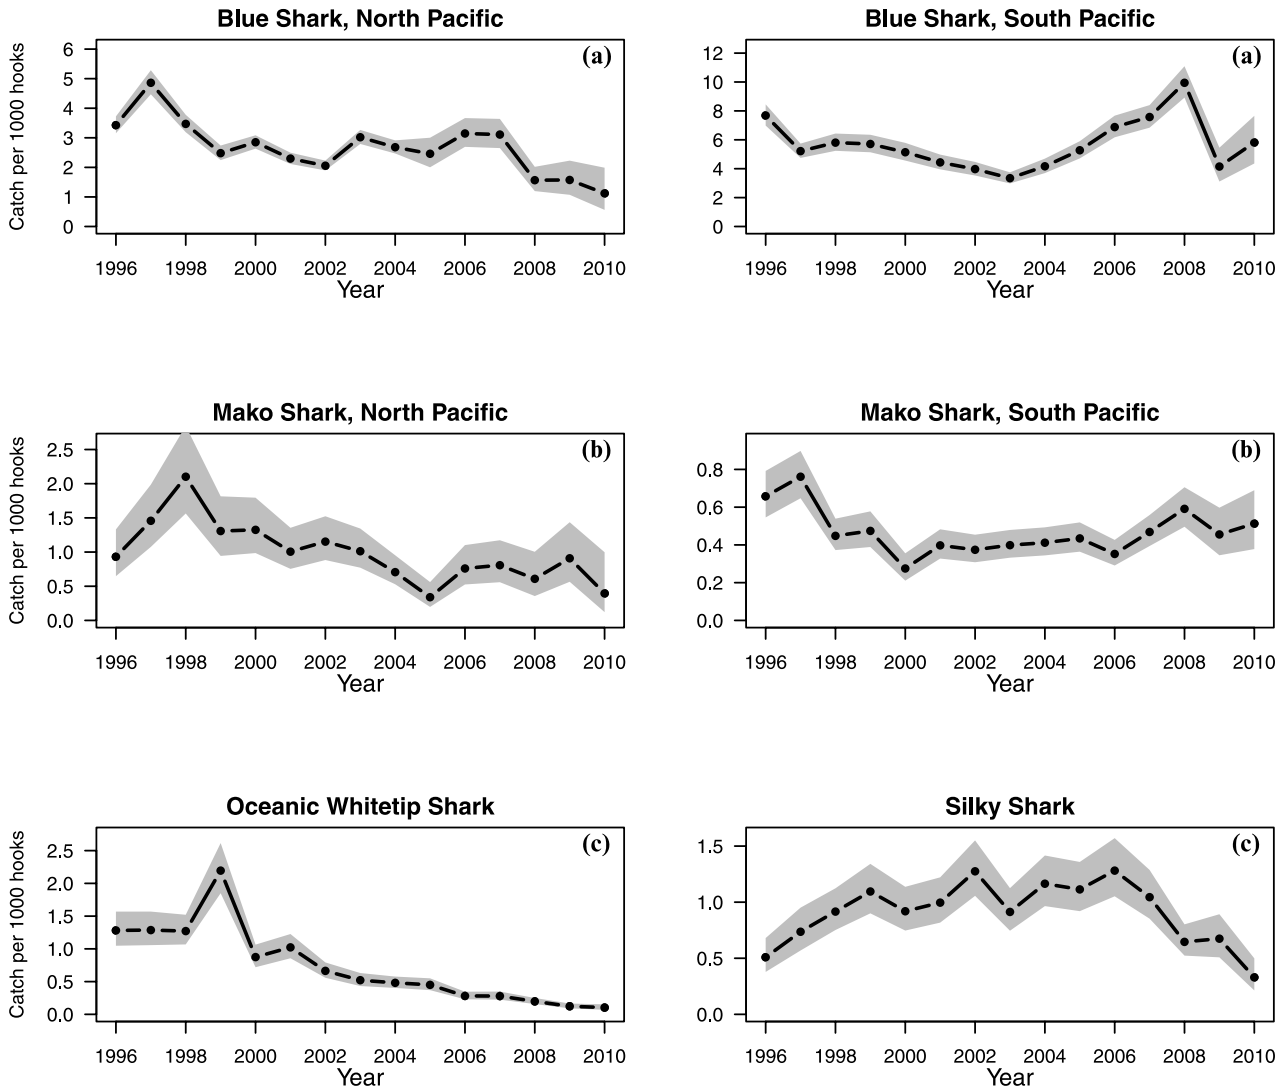 Blue Shark, North Pacific
(a)
Catch per 1000 hooks
6
5
4
3
2
1
0
1996 1998 2000 2002 2004 2006 2008 2010
Year
Blue Shark, South Pacific
(a)
12
10
8
6
4
2
0
1996 1998 2000 2002 2004 2006 2008 2010
Year
Mako Shark, North Pacific
(b)
Catch per 1000 hooks
2.5
2.0
1.5
1.0
0.5
0.0
1996 1998 2000 2002 2004 2006 2008 2010
Year
Mako Shark, South Pacific
(b)
0.8
0.6
0.4
0.2
0.0
1996 1998 2000 2002 2004 2006 2008 2010
Year
Oceanic Whitetip Shark
(c)
Catch per 1000 hooks
2.5
2.0
1.5
1.0
0.5
0.0
1996 1998 2000 2002 2004 2006 2008 2010
Year
Silky Shark
(c)
1.5
1.0
0.5
0.0
1996 1998 2000 2002 2004 2006 2008 2010
Year